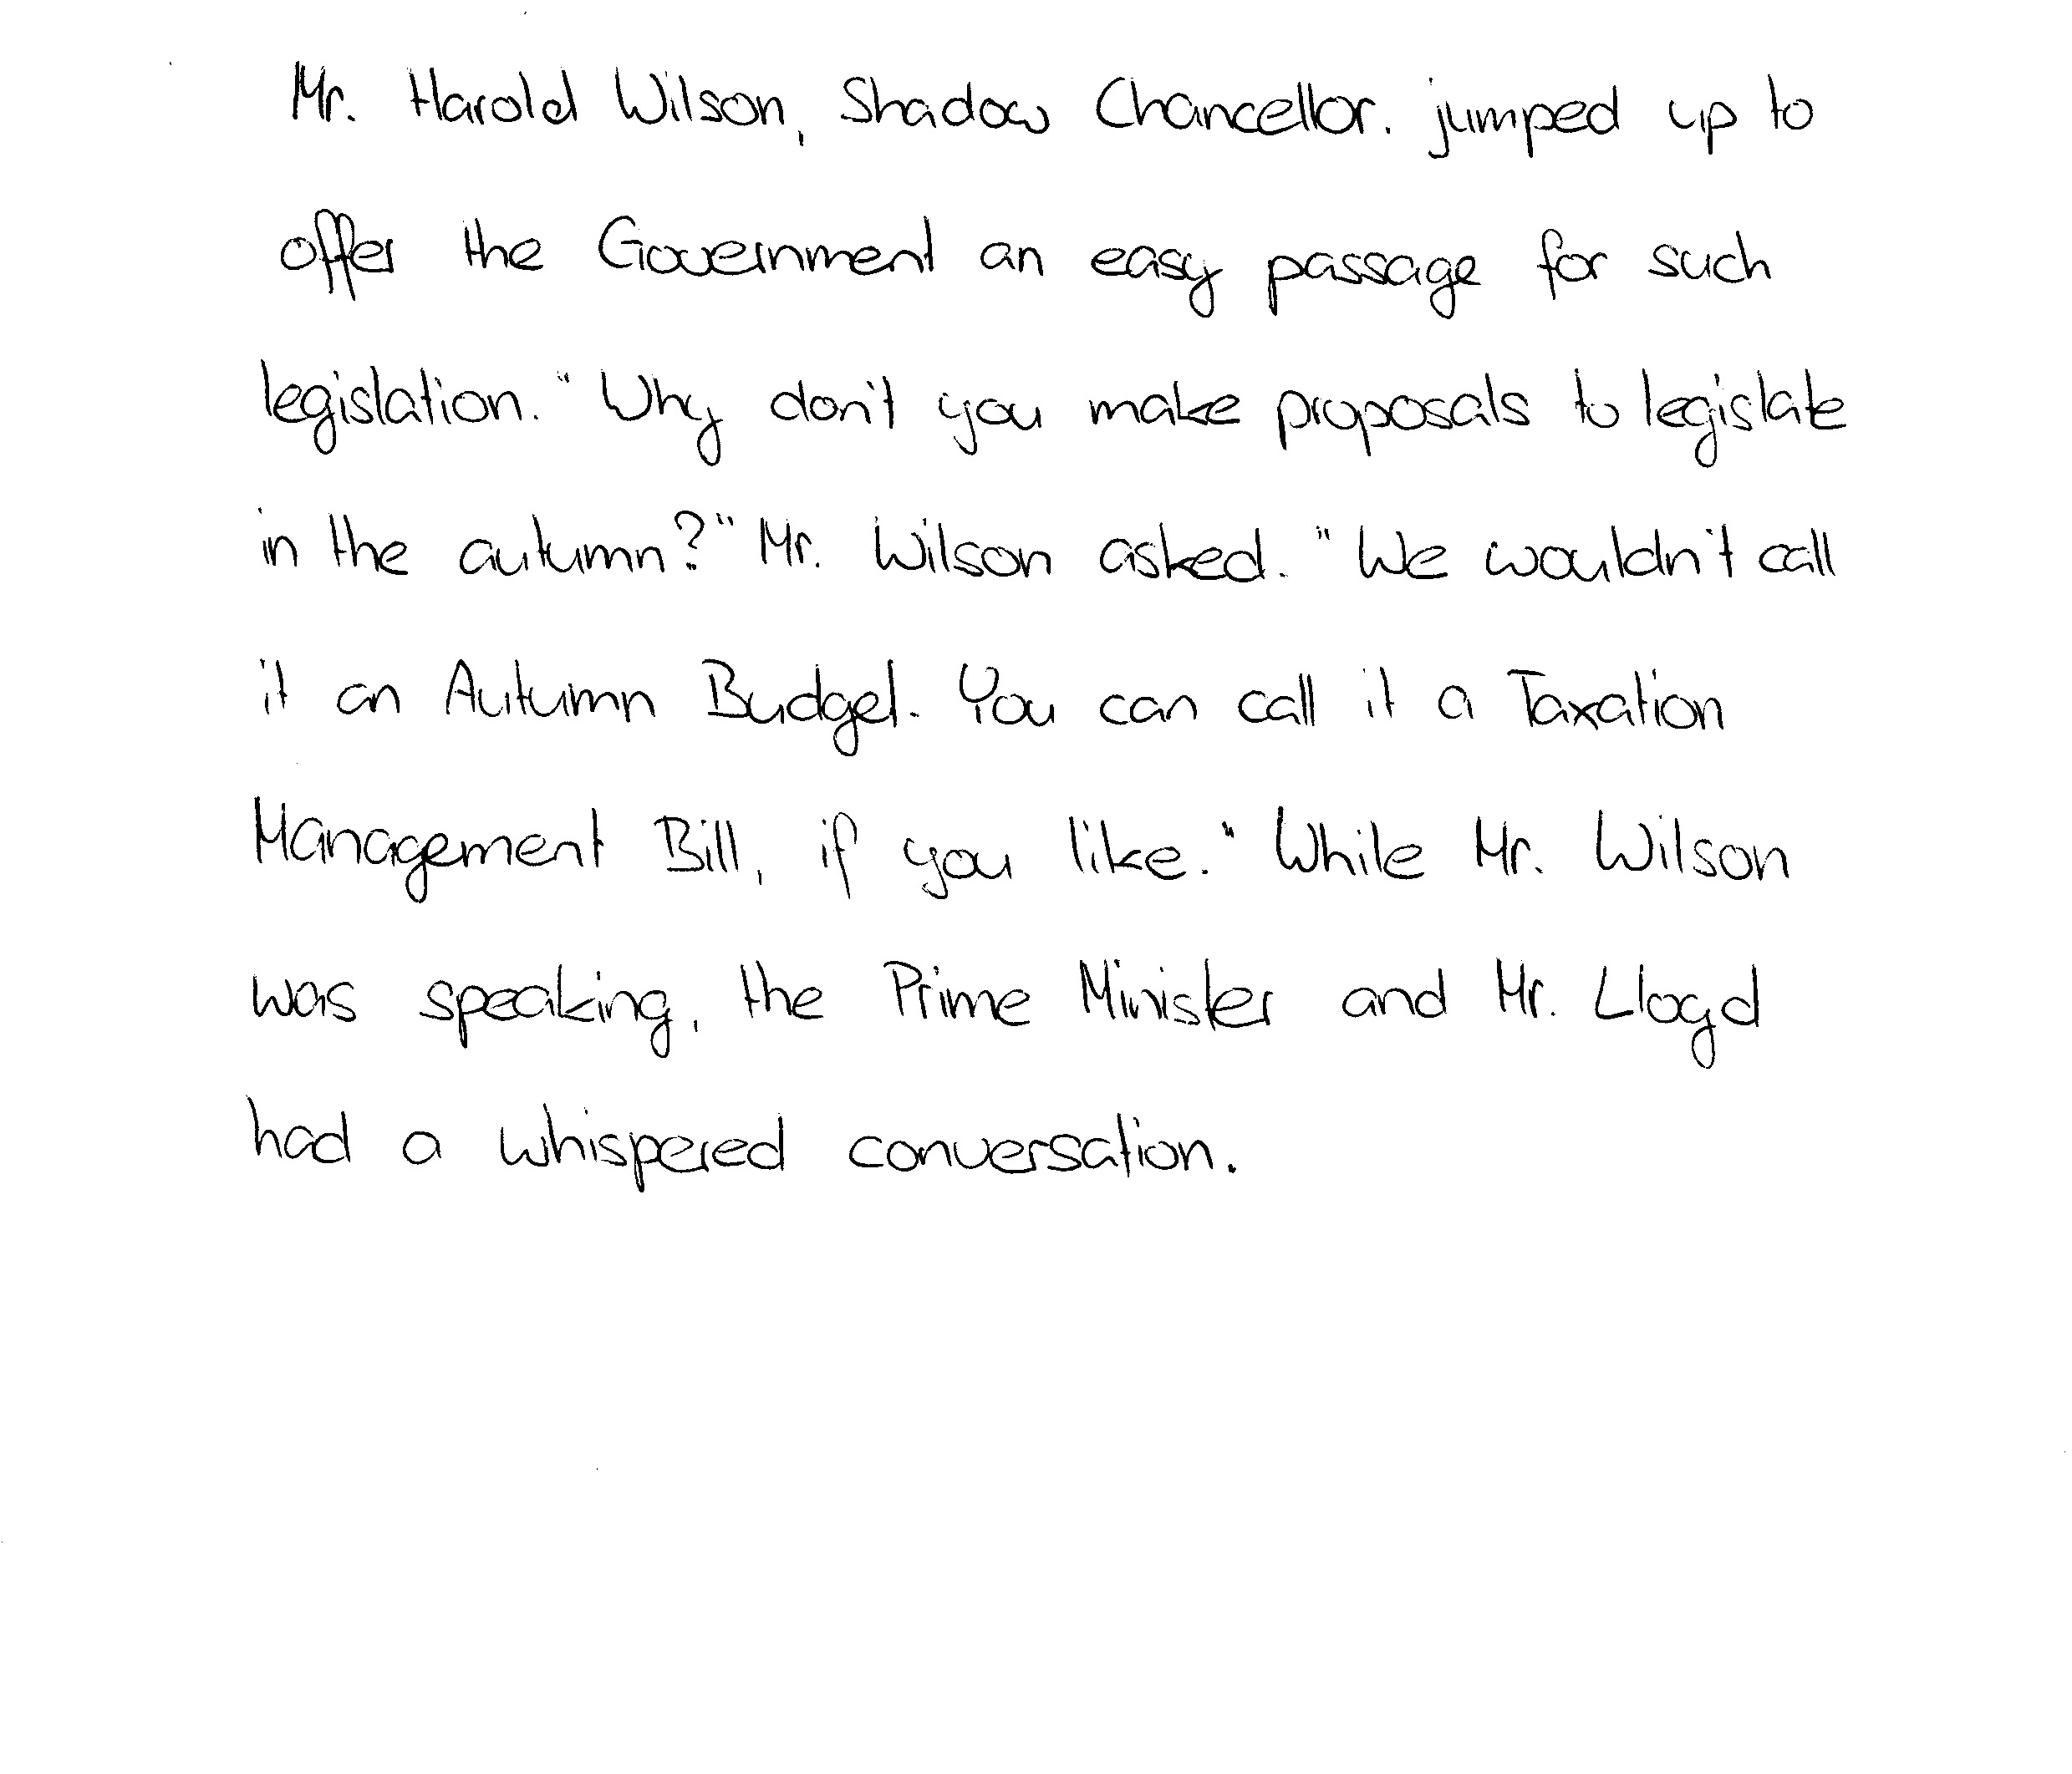 Mr. Harold Wilson, Shadow Chancellor. jumped up to
offer the Government an easy passage for such
legislation. "Why don't you make proposals to legislate
in the autumn?" Mr. Wilson asked. "We wouldn't call
it an Autumn Budget. You can call it a Taxation
Management Bill, if you like." While Mr. Wilson
was speaking, the Prime Minister and Mr. Lloyd
had a whispered conversation.